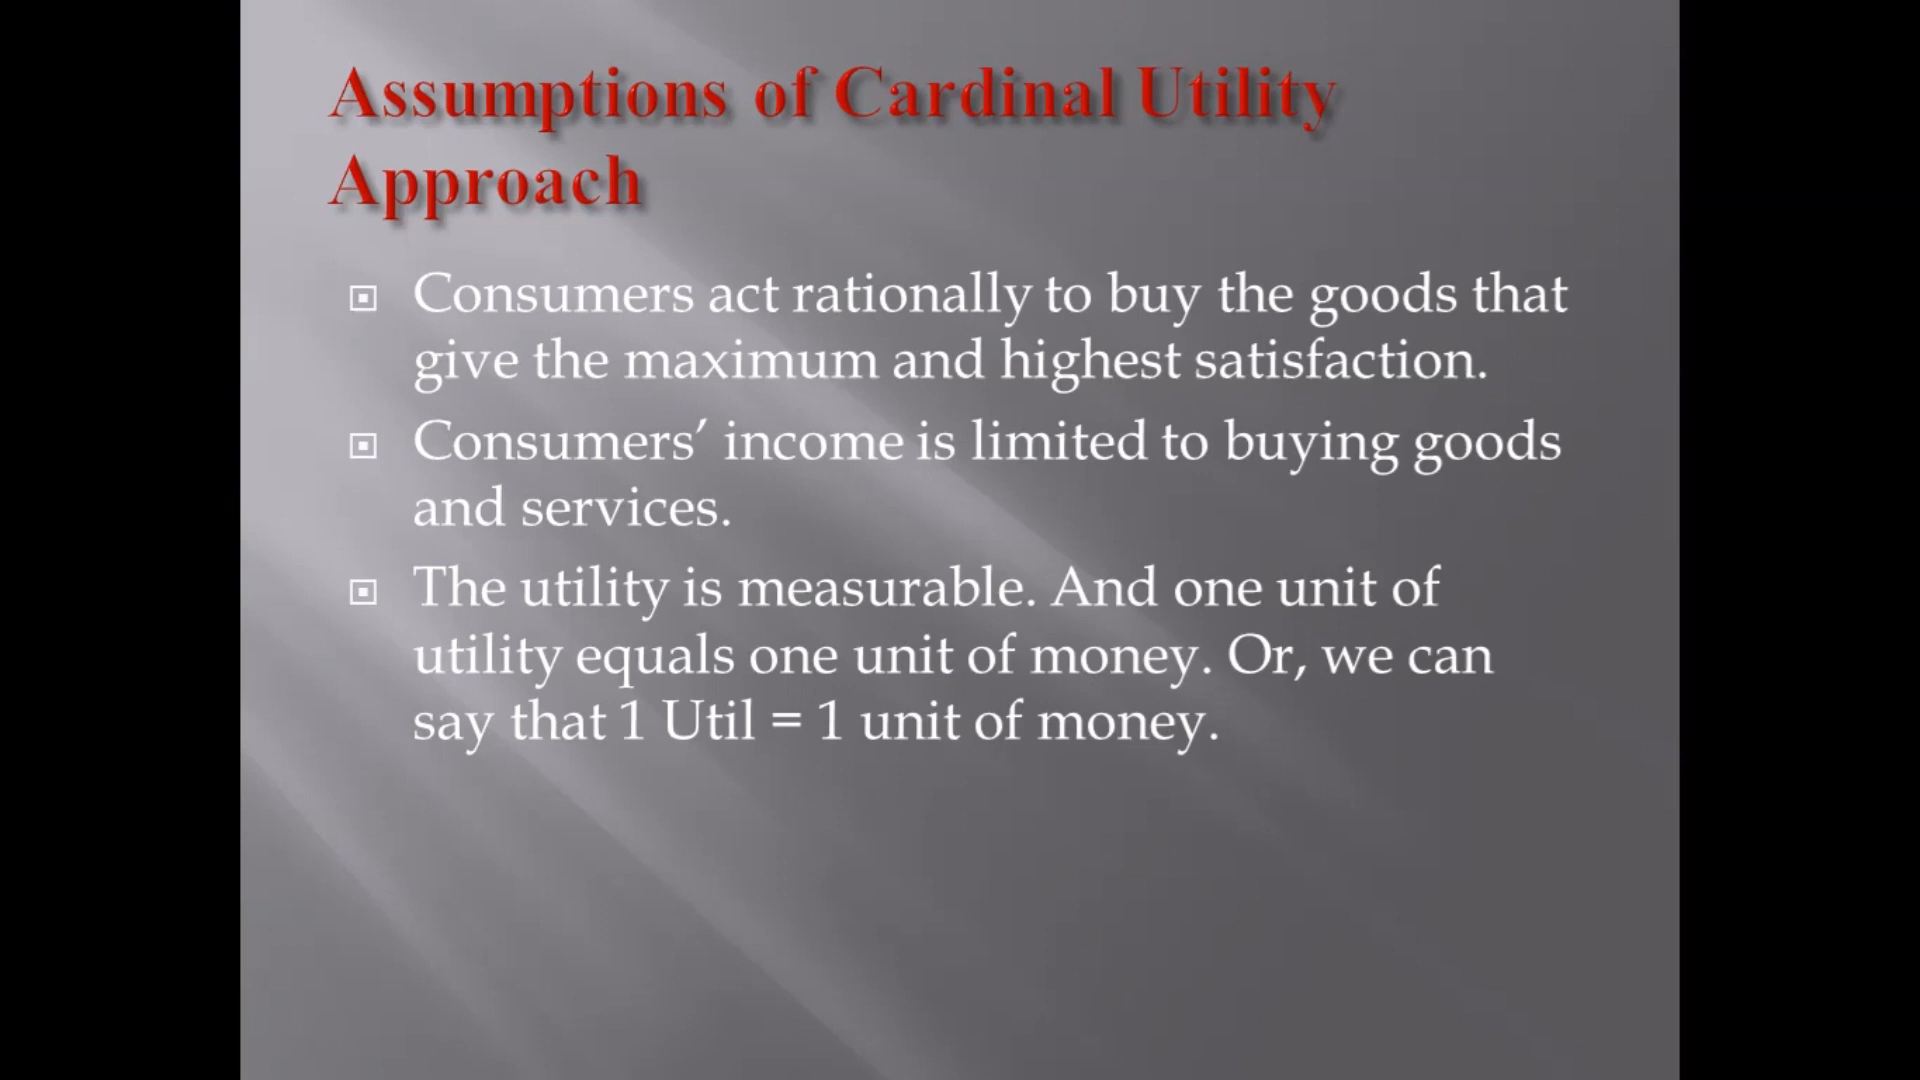 Assumptions of Cardinal Utility
Approach
Consumers act rationally to buy the goods that
give the maximum and highest satisfaction.
Consumers’ income is limited to buying goods
and services.
The utility is measurable. And one unit of
utility equals one unit of money. Or, we can
say that 1 Util = 1 unit of money.